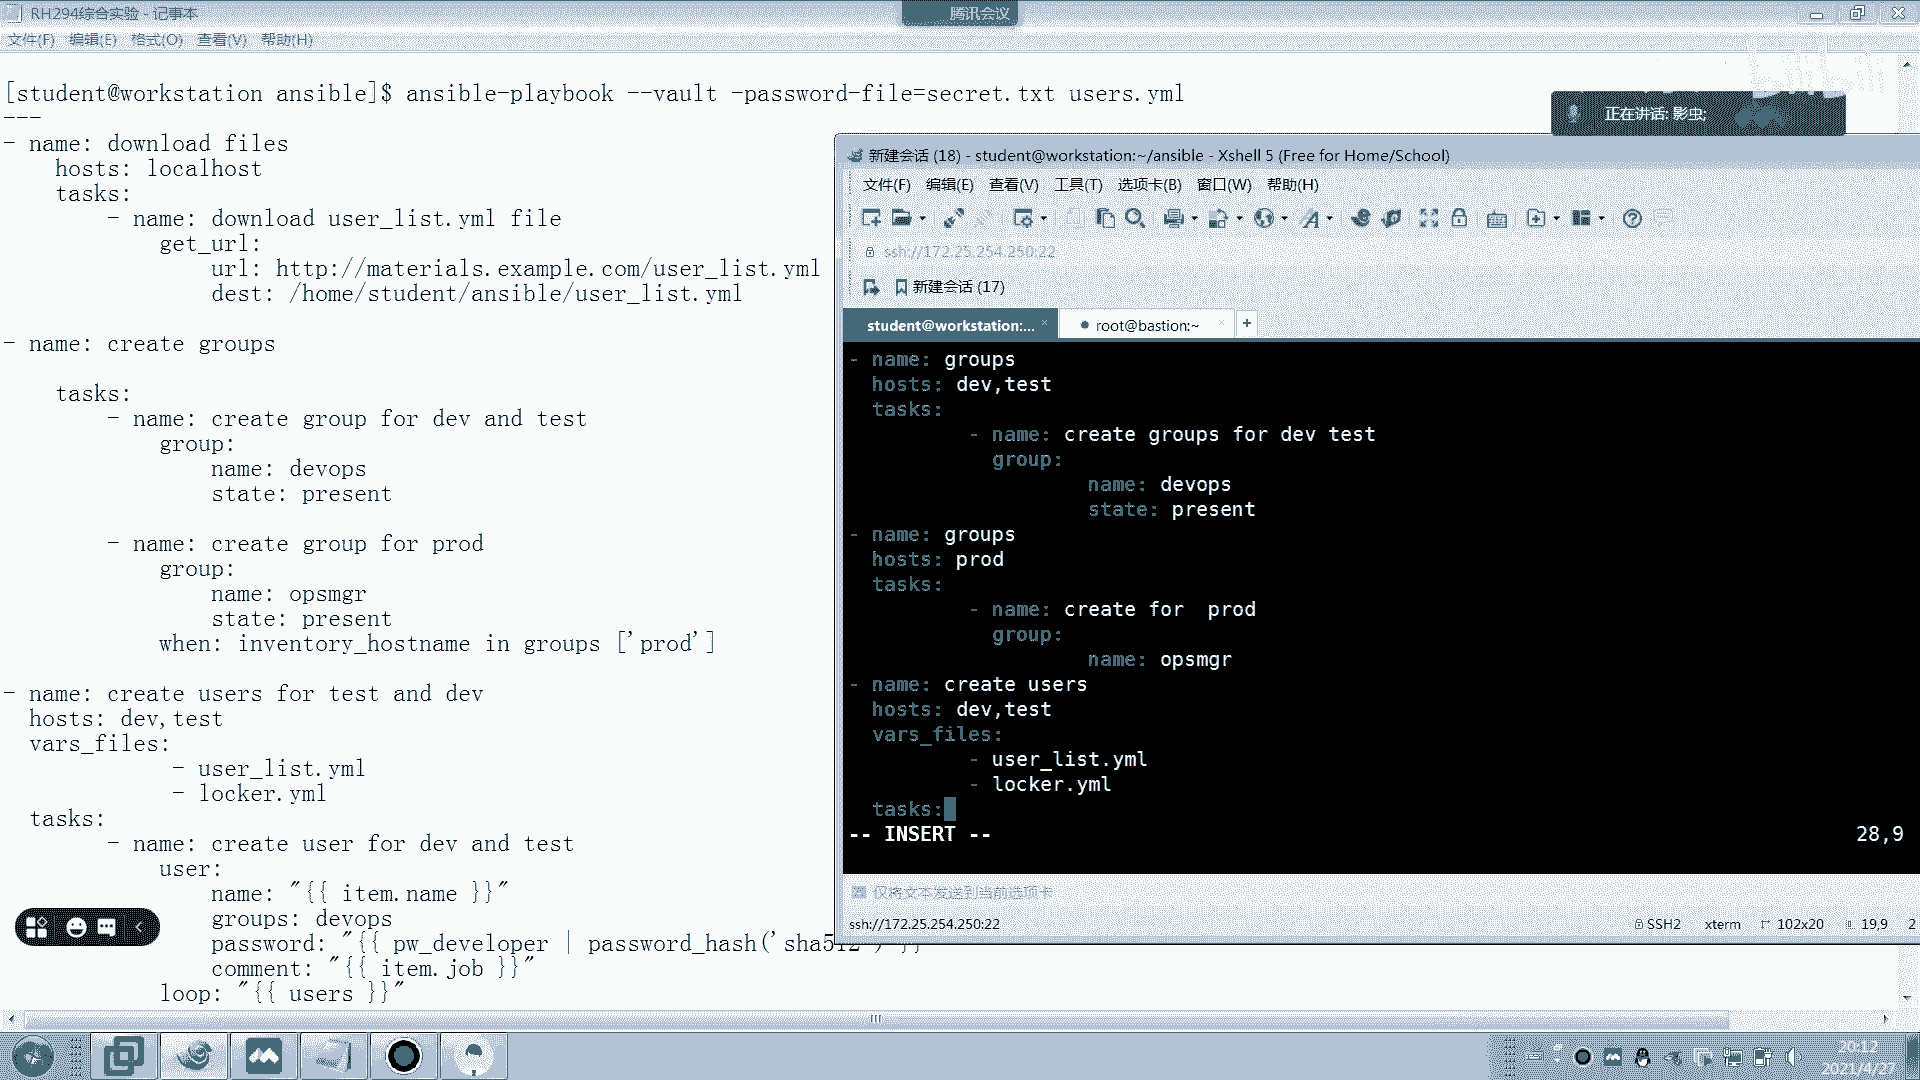 RH294综合实验 - 记事本
腾讯会议
文件(F) 编辑(E) 格式(O) 查看(V) 帮助(H)
[student@workstation ansible]$ ansible-playbook --vault -password-file=secret.txt users.yml
---
- name: download files
hosts: localhost
tasks:
- name: download user_list.yml file
get_url:
url: http://materials.example.com/user_list.yml
dest: /home/student/ansible/user_list.yml
- name: create groups
tasks:
- name: create group for dev and test
group:
name: devops
state: present
- name: create group for prod
group:
name: opsmgr
state: present
when: inventory_hostname in groups ['prod']
- name: create users for test and dev
hosts: dev,test
vars_files:
- user_list.yml
- locker.yml
tasks:
- name: create user for dev and test
user:
name: "{{ item.name }}"
groups: devops
password: "{{ pw_developer | password_hash('sha512') }}
comment: "{{ item.job }}"
loop: "{{ users }}"
正在讲话: 影虫;
新建会话 (18) - student@workstation:~/ansible - Xshell 5 (Free for Home/School)
文件(F) 编辑(E) 查看(V) 工具(T) 选项卡(B) 窗口(W) 帮助(H)
ssh://172.25.254.250:22
新建会话 (17)
student@workstation:... × root@bastion:~ × +
- name: groups
hosts: dev,test
tasks:
- name: create groups for dev test
group:
name: devops
state: present
- name: groups
hosts: prod
tasks:
- name: create for  prod
group:
name: opsmgr
- name: create users
hosts: dev,test
vars_files:
- user_list.yml
- locker.yml
tasks:
-- INSERT -- 28,9
仅将文本发送到当前选项卡
ssh://172.25.254.250:22 SSH2 xterm 102x20 19,9 2
20:12
2021/4/27